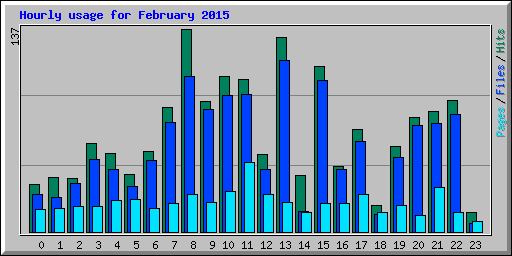 Hourly usage for February 2015
137
Pages/Files/Hits
0 1 2 3 4 5 6 7 8 9 10 11 12 13 14 15 16 17 18 19 20 21 22 23